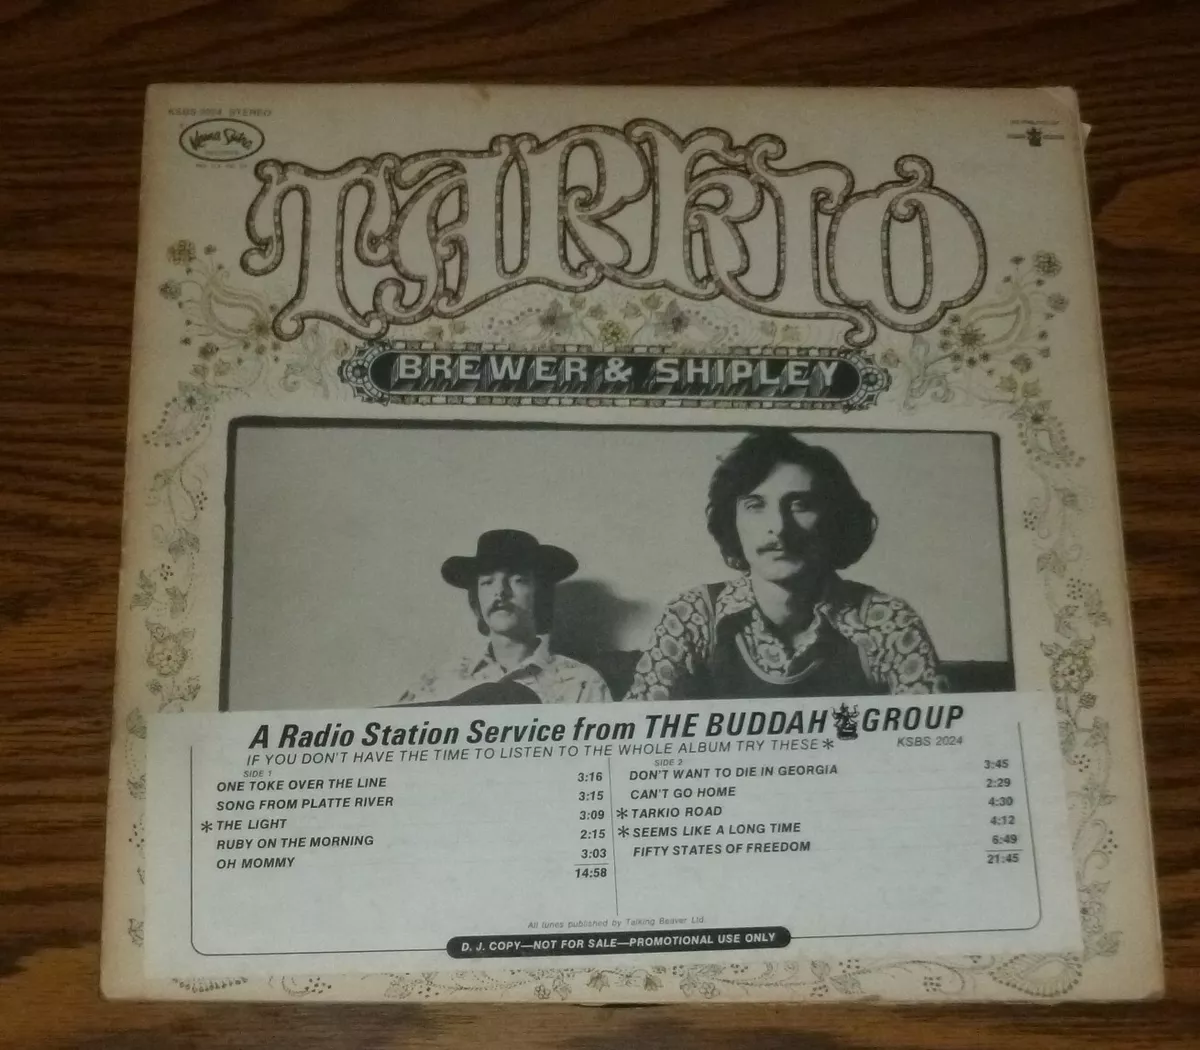 KSBS 2024 STEREO
Kama Sutra
TARKIO
BREWER & SHIPLEY
A Radio Station Service from THE BUDDAH GROUP
IF YOU DON'T HAVE THE TIME TO LISTEN TO THE WHOLE ALBUM TRY THESE * KSBS 2024
SIDE 1
ONE TOKE OVER THE LINE 3:16
SONG FROM PLATTE RIVER 3:15
* THE LIGHT 3:09
RUBY ON THE MORNING 2:15
OH MOMMY 3:03
14:58
SIDE 2
DON'T WANT TO DIE IN GEORGIA 3:45
CAN'T GO HOME 2:29
* TARKIO ROAD 4:30
* SEEMS LIKE A LONG TIME 4:12
FIFTY STATES OF FREEDOM 6:49
21:45
All tunes published by Talking Beaver Ltd.
D. J. COPY—NOT FOR SALE—PROMOTIONAL USE ONLY